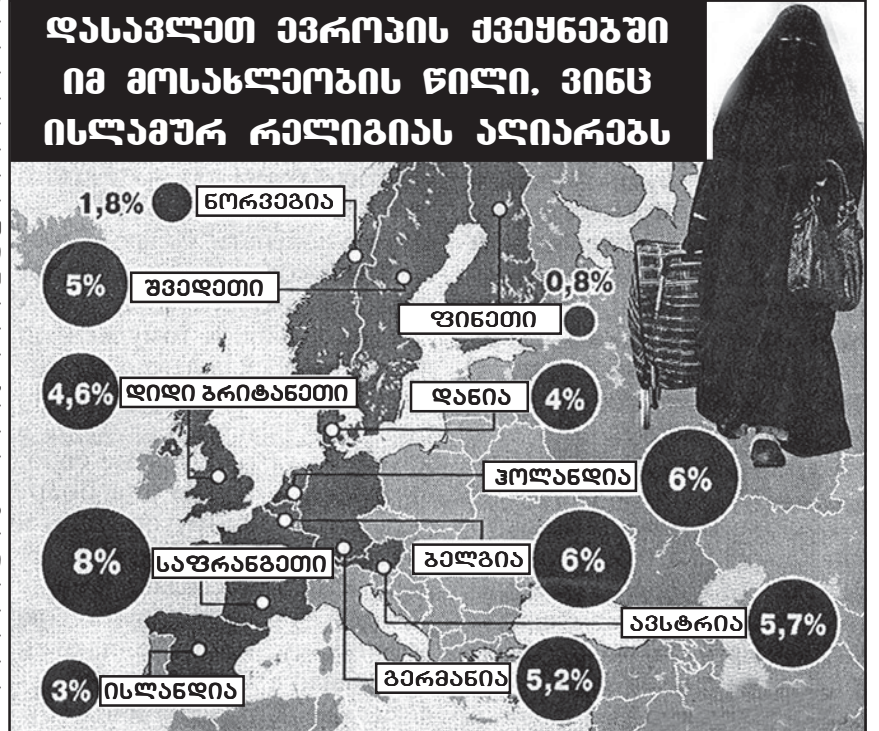 დასავლეთ ევროპის ქვეყნებში
იმ მოსახლეობის წილი, ვინც
ისლამურ რელიგიას აღიარებს
1,8% ნორვეგია
5% შვედეთი
0,8%
ფინეთი
4,6% დიდი ბრიტანეთი
დანია 4%
ჰოლანდია 6%
8% საფრანგეთი
ბელგია 6%
ავსტრია 5,7%
გერმანია 5,2%
3% ისლანდია